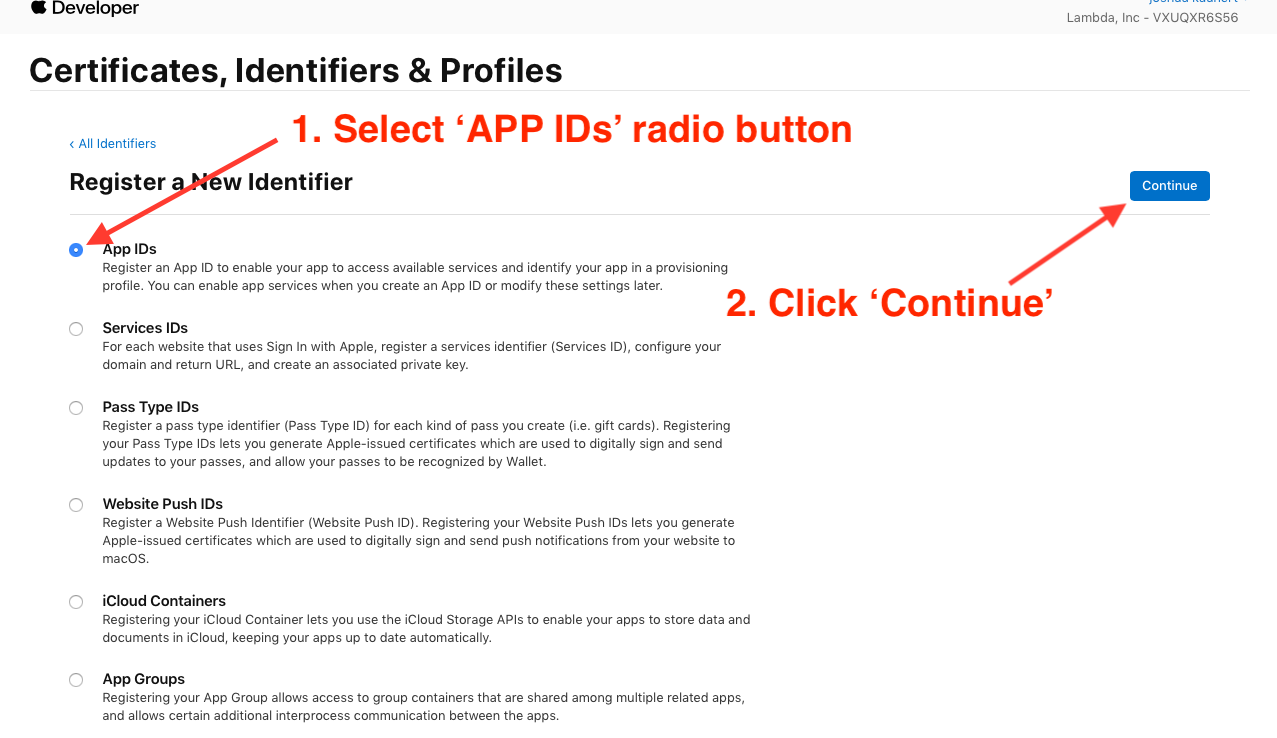 Developer
Lambda, Inc - VXUQXR6S56
Certificates, Identifiers & Profiles
1. Select ‘APP IDs’ radio button
‹ All Identifiers
Register a New Identifier
Continue
App IDs
Register an App ID to enable your app to access available services and identify your app in a provisioning
profile. You can enable app services when you create an App ID or modify these settings later.
2. Click ‘Continue’
Services IDs
For each website that uses Sign In with Apple, register a services identifier (Services ID), configure your
domain and return URL, and create an associated private key.
Pass Type IDs
Register a pass type identifier (Pass Type ID) for each kind of pass you create (i.e. gift cards). Registering
your Pass Type IDs lets you generate Apple-issued certificates which are used to digitally sign and send
updates to your passes, and allow your passes to be recognized by Wallet.
Website Push IDs
Register a Website Push Identifier (Website Push ID). Registering your Website Push IDs lets you generate
Apple-issued certificates which are used to digitally sign and send push notifications from your website to
macOS.
iCloud Containers
Registering your iCloud Container lets you use the iCloud Storage APIs to enable your apps to store data and
documents in iCloud, keeping your apps up to date automatically.
App Groups
Registering your App Group allows access to group containers that are shared among multiple related apps,
and allows certain additional interprocess communication between the apps.